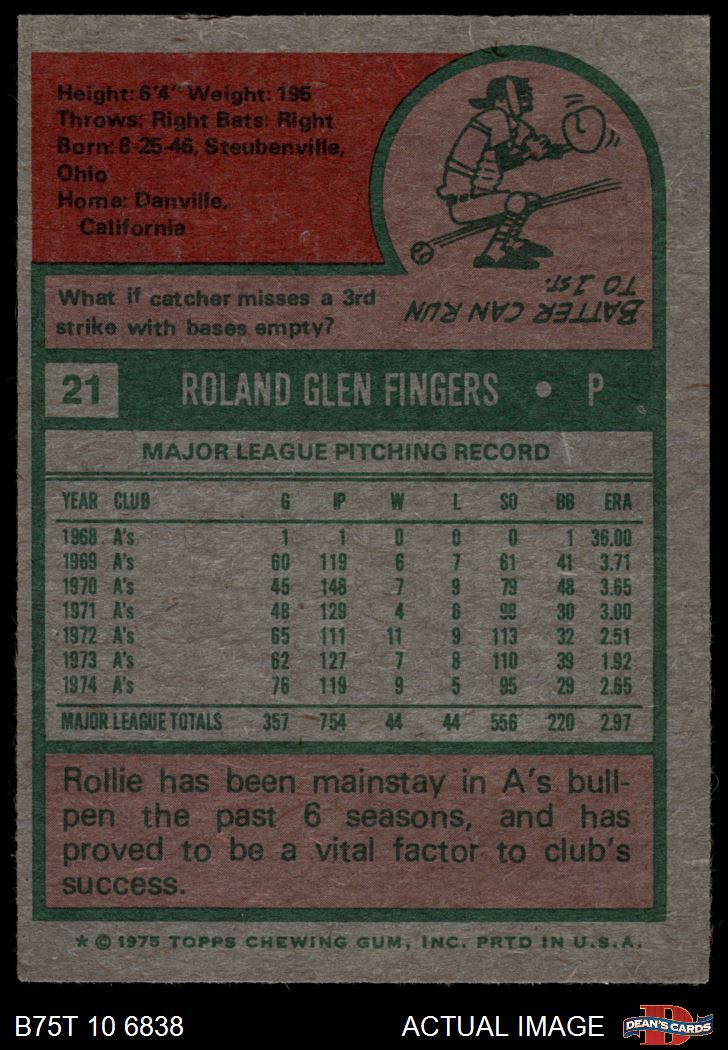 Height: 6'4" Weight: 195
Throws: Right Bats: Right
Born: 8-25-46, Steubenville,
Ohio
Home: Danville,
California
What if catcher misses a 3rd
strike with bases empty?
BATTER CAN RUN
TO 1ST.
21 ROLAND GLEN FINGERS • P
MAJOR LEAGUE PITCHING RECORD
YEAR CLUB G IP W L SO BB ERA
1968 A's 1 1 0 0 0 1 36.00
1969 A's 60 119 6 7 61 41 3.71
1970 A's 45 148 7 9 79 48 3.65
1971 A's 48 129 4 6 98 30 3.00
1972 A's 65 111 11 9 113 32 2.51
1973 A's 62 127 7 8 110 39 1.92
1974 A's 76 119 9 5 95 29 2.65
MAJOR LEAGUE TOTALS 357 754 44 44 556 220 2.97
Rollie has been mainstay in A's bull-
pen the past 6 seasons, and has
proved to be a vital factor to club's
success.
* © 1975 TOPPS CHEWING GUM, INC. PRTD IN U.S.A.
B75T 10 6838 ACTUAL IMAGE D DEAN'S CARDS